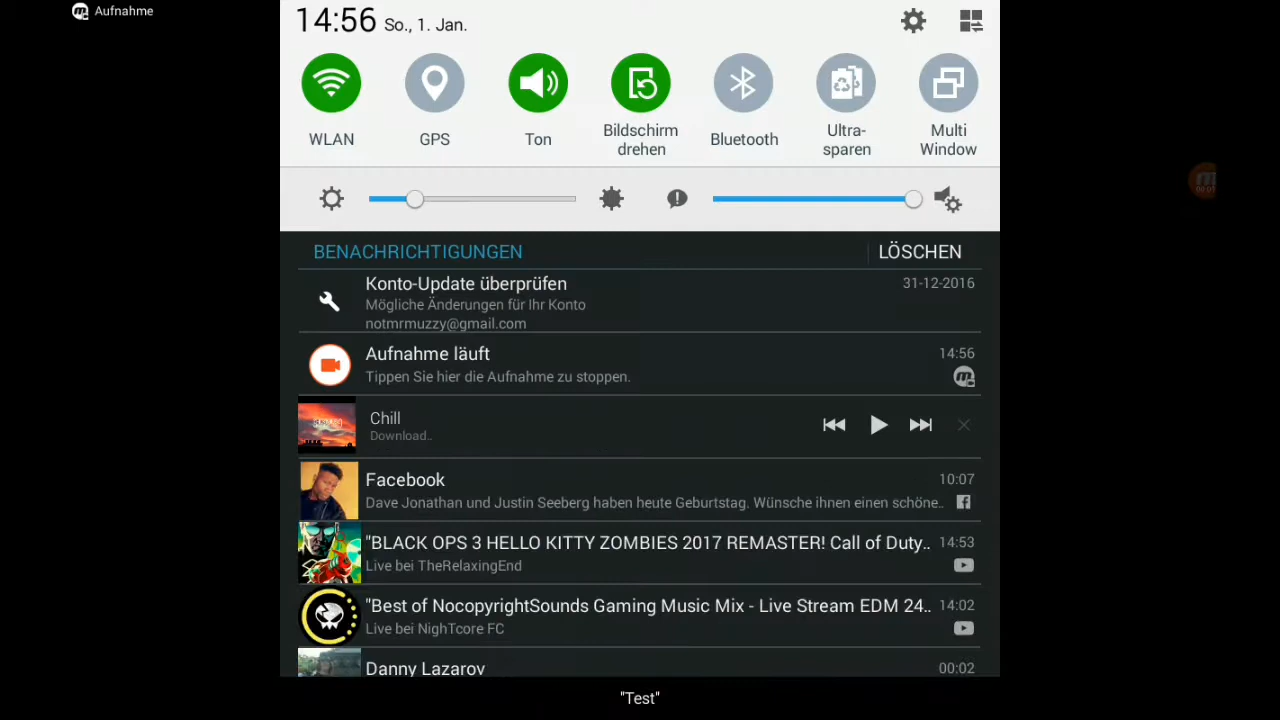 Aufnahme
14:56 So., 1. Jan.
WLAN
GPS
Ton
Bildschirm
drehen
Bluetooth
Ultra-
sparen
Multi
Window
BENACHRICHTIGUNGEN
LÖSCHEN
Konto-Update überprüfen
31-12-2016
Mögliche Änderungen für Ihr Konto
notmrmuzzy@gmail.com
Aufnahme läuft
14:56
Tippen Sie hier die Aufnahme zu stoppen.
Chill
Download..
Facebook
10:07
Dave Jonathan und Justin Seeberg haben heute Geburtstag. Wünsche ihnen einen schöne..
"BLACK OPS 3 HELLO KITTY ZOMBIES 2017 REMASTER! Call of Duty..
14:53
Live bei TheRelaxingEnd
"Best of NocopyrightSounds Gaming Music Mix - Live Stream EDM 24..
14:02
Live bei NighTcore FC
Danny Lazarov
00:02
"Test"